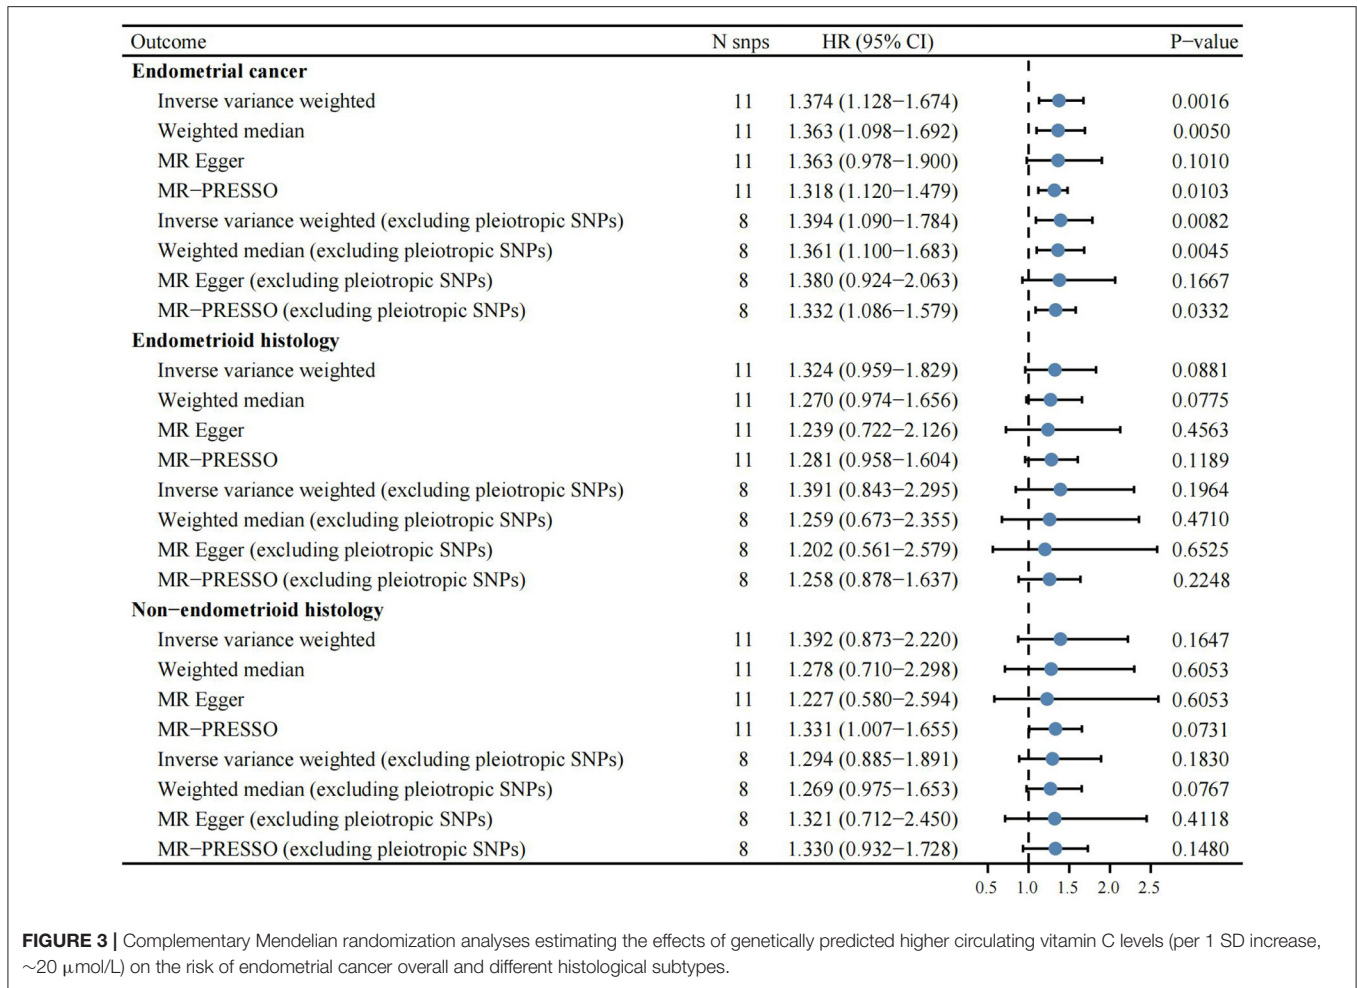 Outcome N snps HR (95% CI) P−value
Endometrial cancer
Inverse variance weighted 11 1.374 (1.128−1.674) 0.0016
Weighted median 11 1.363 (1.098−1.692) 0.0050
MR Egger 11 1.363 (0.978−1.900) 0.1010
MR−PRESSO 11 1.318 (1.120−1.479) 0.0103
Inverse variance weighted (excluding pleiotropic SNPs) 8 1.394 (1.090−1.784) 0.0082
Weighted median (excluding pleiotropic SNPs) 8 1.361 (1.100−1.683) 0.0045
MR Egger (excluding pleiotropic SNPs) 8 1.380 (0.924−2.063) 0.1667
MR−PRESSO (excluding pleiotropic SNPs) 8 1.332 (1.086−1.579) 0.0332
Endometrioid histology
Inverse variance weighted 11 1.324 (0.959−1.829) 0.0881
Weighted median 11 1.270 (0.974−1.656) 0.0775
MR Egger 11 1.239 (0.722−2.126) 0.4563
MR−PRESSO 11 1.281 (0.958−1.604) 0.1189
Inverse variance weighted (excluding pleiotropic SNPs) 8 1.391 (0.843−2.295) 0.1964
Weighted median (excluding pleiotropic SNPs) 8 1.259 (0.673−2.355) 0.4710
MR Egger (excluding pleiotropic SNPs) 8 1.202 (0.561−2.579) 0.6525
MR−PRESSO (excluding pleiotropic SNPs) 8 1.258 (0.878−1.637) 0.2248
Non−endometrioid histology
Inverse variance weighted 11 1.392 (0.873−2.220) 0.1647
Weighted median 11 1.278 (0.710−2.298) 0.6053
MR Egger 11 1.227 (0.580−2.594) 0.6053
MR−PRESSO 11 1.331 (1.007−1.655) 0.0731
Inverse variance weighted (excluding pleiotropic SNPs) 8 1.294 (0.885−1.891) 0.1830
Weighted median (excluding pleiotropic SNPs) 8 1.269 (0.975−1.653) 0.0767
MR Egger (excluding pleiotropic SNPs) 8 1.321 (0.712−2.450) 0.4118
MR−PRESSO (excluding pleiotropic SNPs) 8 1.330 (0.932−1.728) 0.1480
0.5 1.0 1.5 2.0 2.5
FIGURE 3 | Complementary Mendelian randomization analyses estimating the effects of genetically predicted higher circulating vitamin C levels (per 1 SD increase,
∼20 μmol/L) on the risk of endometrial cancer overall and different histological subtypes.